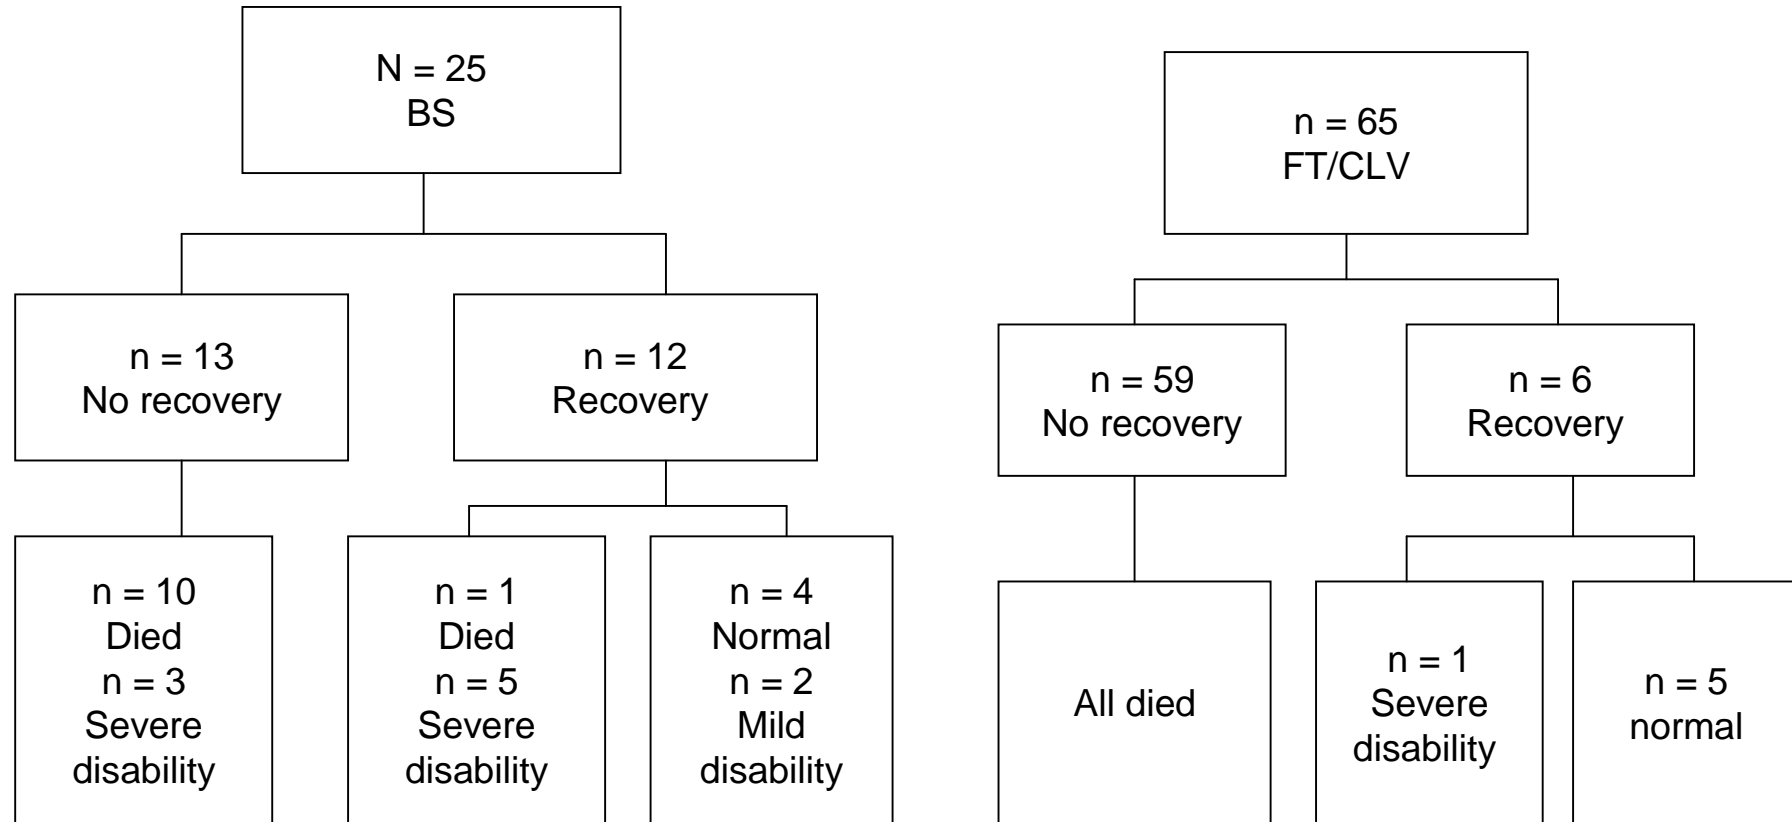 N = 25
BS
n = 13
No recovery
n = 12
Recovery
n = 10
Died
n = 3
Severe
disability
n = 1
Died
n = 5
Severe
disability
n = 4
Normal
n = 2
Mild
disability
n = 65
FT/CLV
n = 59
No recovery
n = 6
Recovery
All died
n = 1
Severe
disability
n = 5
normal